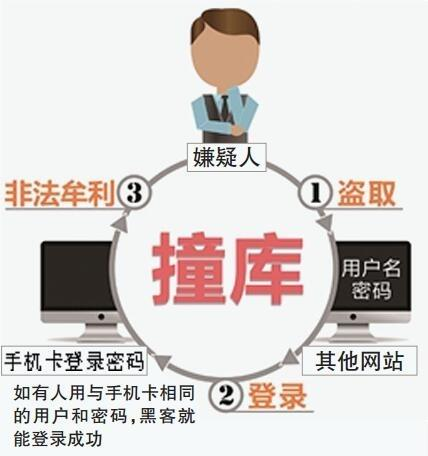 嫌疑人
非法牟利③
①盗取
撞库
用户名
密码
手机卡登录密码
其他网站
②登录
如有人用与手机卡相同
的用户和密码,黑客就
能登录成功